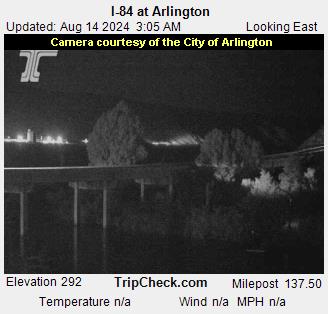 I-84 at Arlington
Updated: Aug 14 2024 3:05 AM Looking East
Camera courtesy of the City of Arlington
Elevation 292 TripCheck.com Milepost 137.50
Temperature n/a Wind n/a MPH n/a